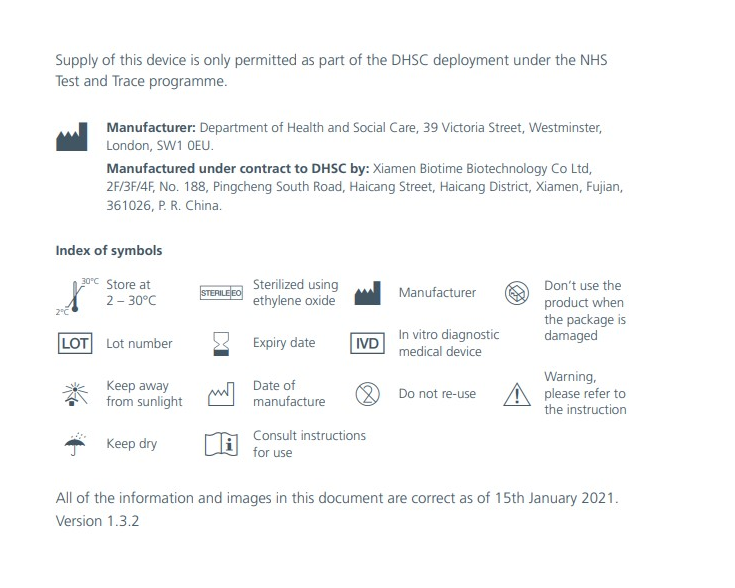 Supply of this device is only permitted as part of the DHSC deployment under the NHS
Test and Trace programme.
Manufacturer: Department of Health and Social Care, 39 Victoria Street, Westminster,
London, SW1 0EU.
Manufactured under contract to DHSC by: Xiamen Biotime Biotechnology Co Ltd,
2F/3F/4F, No. 188, Pingcheng South Road, Haicang Street, Haicang District, Xiamen, Fujian,
361026, P. R. China.
Index of symbols
30°C
2°C
Store at
2 – 30°C
STERILE EO
Sterilized using
ethylene oxide
Manufacturer
Don't use the
product when
the package is
damaged
LOT
Lot number
Expiry date
IVD
In vitro diagnostic
medical device
Keep away
from sunlight
Date of
manufacture
2
Do not re-use
Warning,
please refer to
the instruction
Keep dry
i
Consult instructions
for use
All of the information and images in this document are correct as of 15th January 2021.
Version 1.3.2